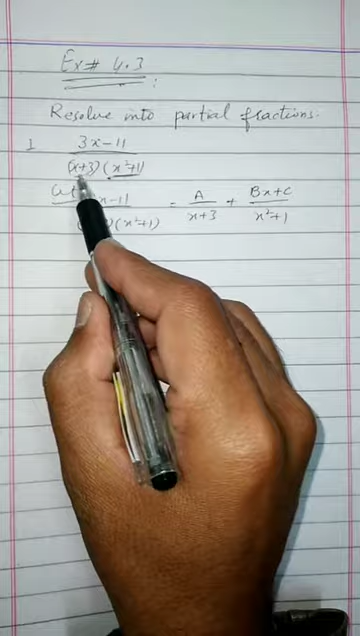 Ex# 4.3
Resolve into partial fractions.
1 3x-11
(x+3)(x²+1)
x-11 = A + Bx+C
(x²+1) x+3 x²+1